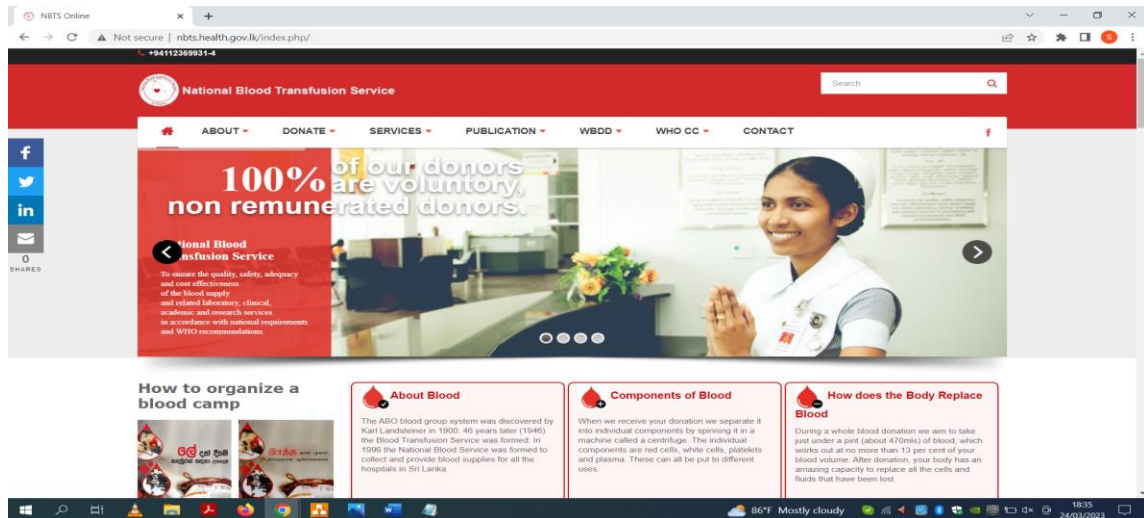 NBTS Online
Not secure | nbts.health.gov.lk/index.php/
+94112369931-4
National Blood Transfusion Service
Search
ABOUT DONATE SERVICES PUBLICATION WBDD WHO CC CONTACT
100% of our donors
are voluntory,
non remunerated donors.
National Blood
Transfusion Service
To ensure the quality, safety, adequacy
and cost effectiveness
of the blood supply
and related laboratory, clinical,
academic and research services
in accordance with national requirements
and WHO recommendations.
0
SHARES
How to organize a
blood camp
About Blood
The ABO blood group system was discovered by
Karl Landsteiner in 1900. 46 years later (1946)
the Blood Transfusion Service was formed. In
1996 the National Blood Service was formed to
collect and provide blood supplies for all the
hospitals in Sri Lanka.
Components of Blood
When we receive your donation we separate it
into individual components by spinning it in a
machine called a centrifuge. The individual
components are red cells, white cells, platelets
and plasma. These can all be put to different
uses.
How does the Body Replace
Blood
During a whole blood donation we aim to take
just under a pint (about 470mls) of blood, which
works out at no more than 13 per cent of your
blood volume. After donation, your body has an
amazing capacity to replace all the cells and
fluids that have been lost.
86°F Mostly cloudy
18:35
24/03/2023